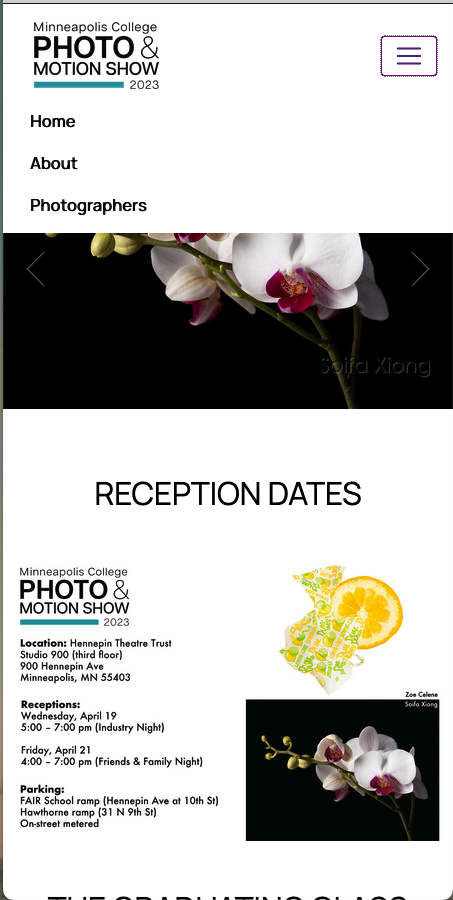 Minneapolis College
PHOTO &
MOTION SHOW
2023
Home
About
Photographers
Soifa Xiong
RECEPTION DATES
Minneapolis College
PHOTO &
MOTION SHOW
2023
Location: Hennepin Theatre Trust
Studio 900 (third floor)
900 Hennepin Ave
Minneapolis, MN 55403
Receptions:
Wednesday, April 19
5:00 – 7:00 pm (Industry Night)
Friday, April 21
4:00 – 7:00 pm (Friends & Family Night)
Parking:
FAIR School ramp (Hennepin Ave at 10th St)
Hawthorne ramp (31 N 9th St)
On-street metered
Zoe Celene
Soifa Xiong
THE GRADUATING CLASS